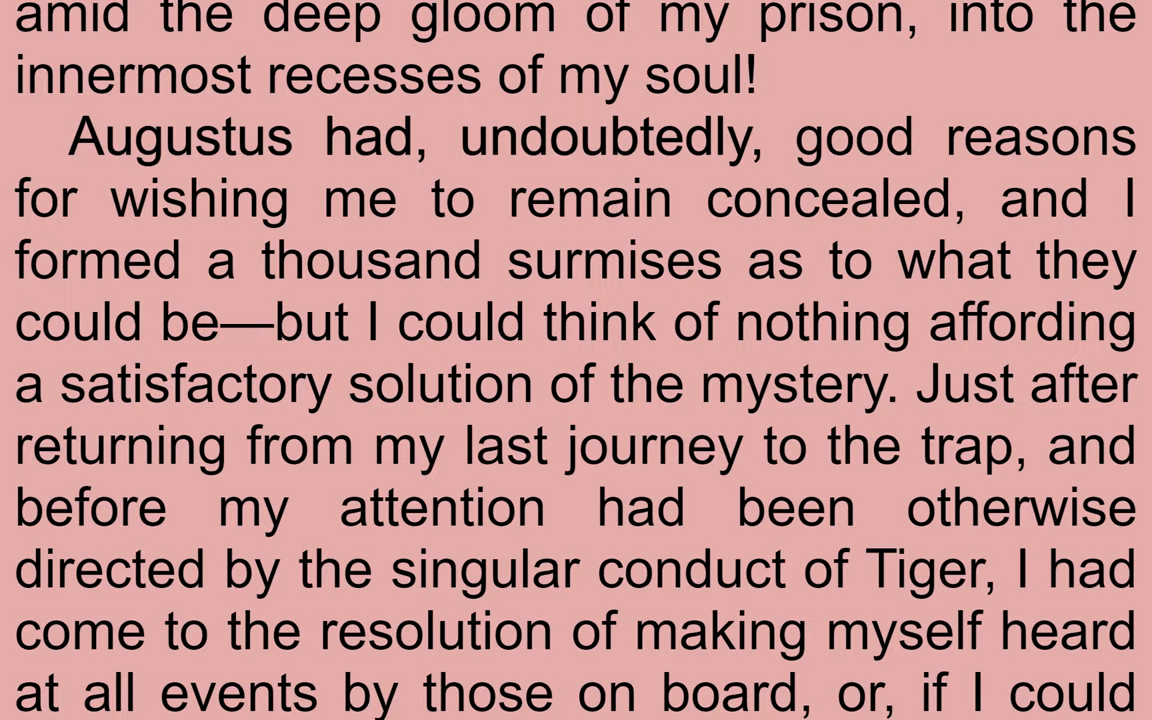 amid the deep gloom of my prison, into the
innermost recesses of my soul!
Augustus had, undoubtedly, good reasons
for wishing me to remain concealed, and I
formed a thousand surmises as to what they
could be—but I could think of nothing affording
a satisfactory solution of the mystery. Just after
returning from my last journey to the trap, and
before my attention had been otherwise
directed by the singular conduct of Tiger, I had
come to the resolution of making myself heard
at all events by those on board, or, if I could